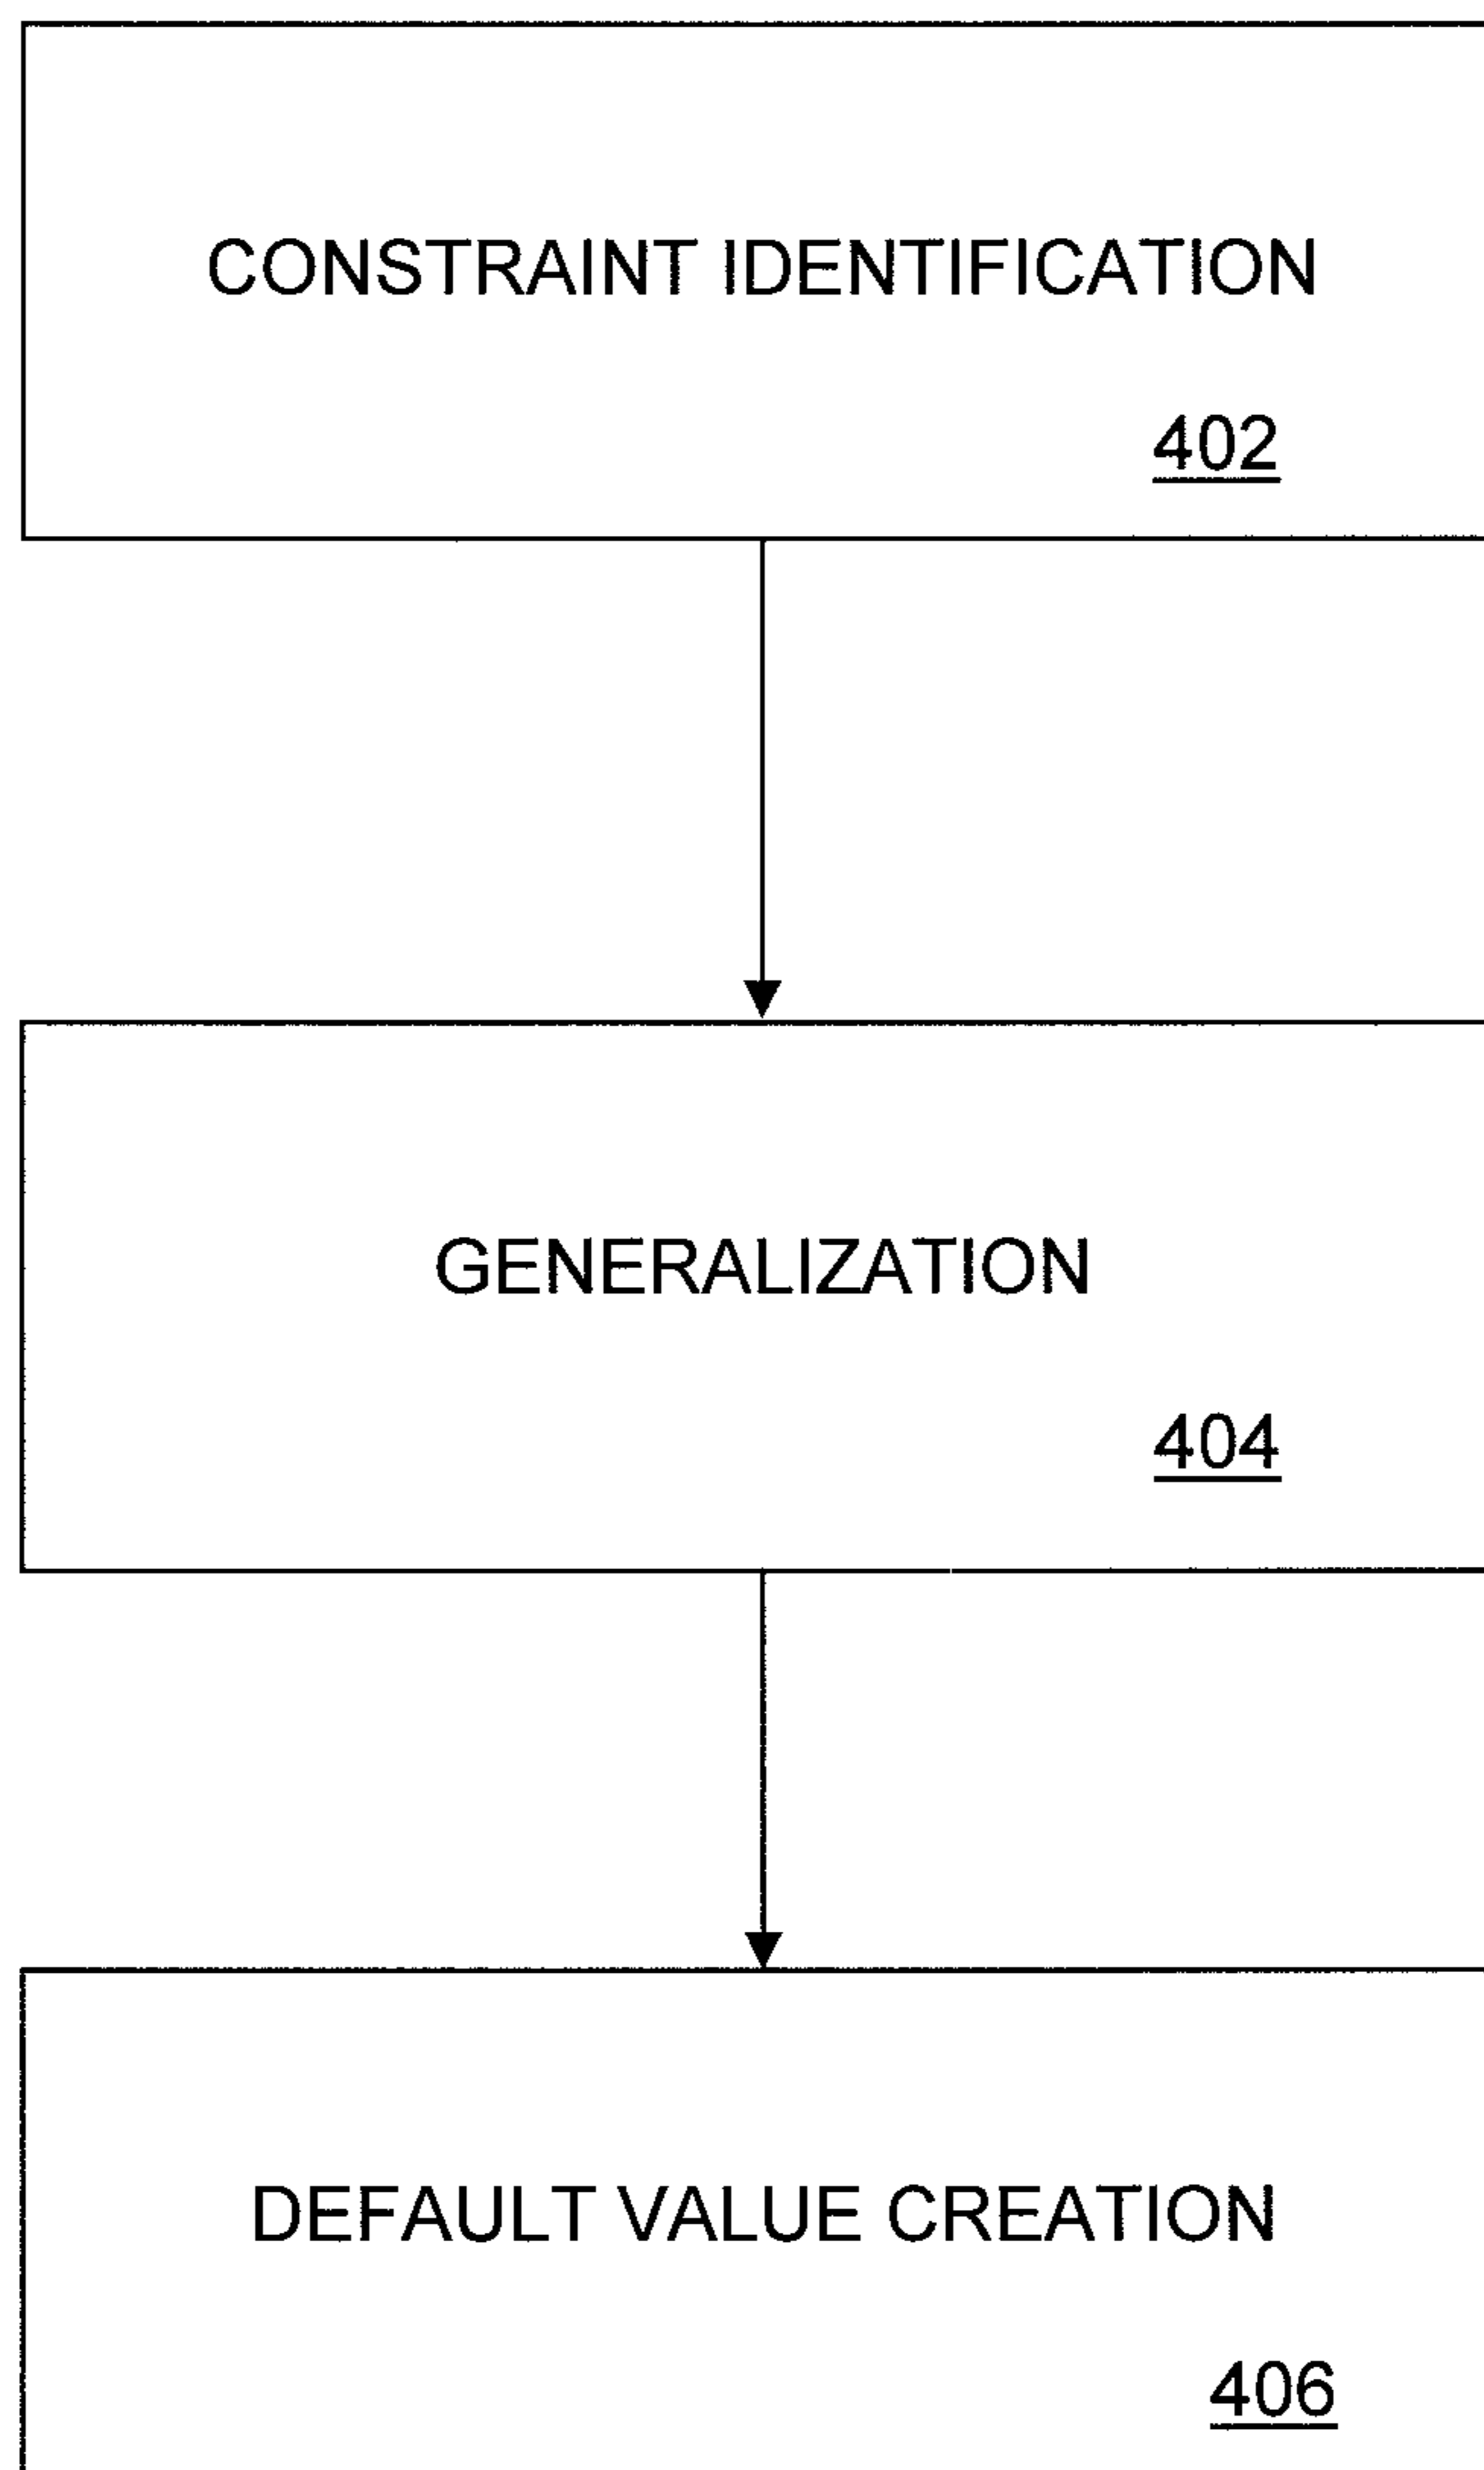 CONSTRAINT IDENTIFICATION
402
GENERALIZATION
404
DEFAULT VALUE CREATION
406